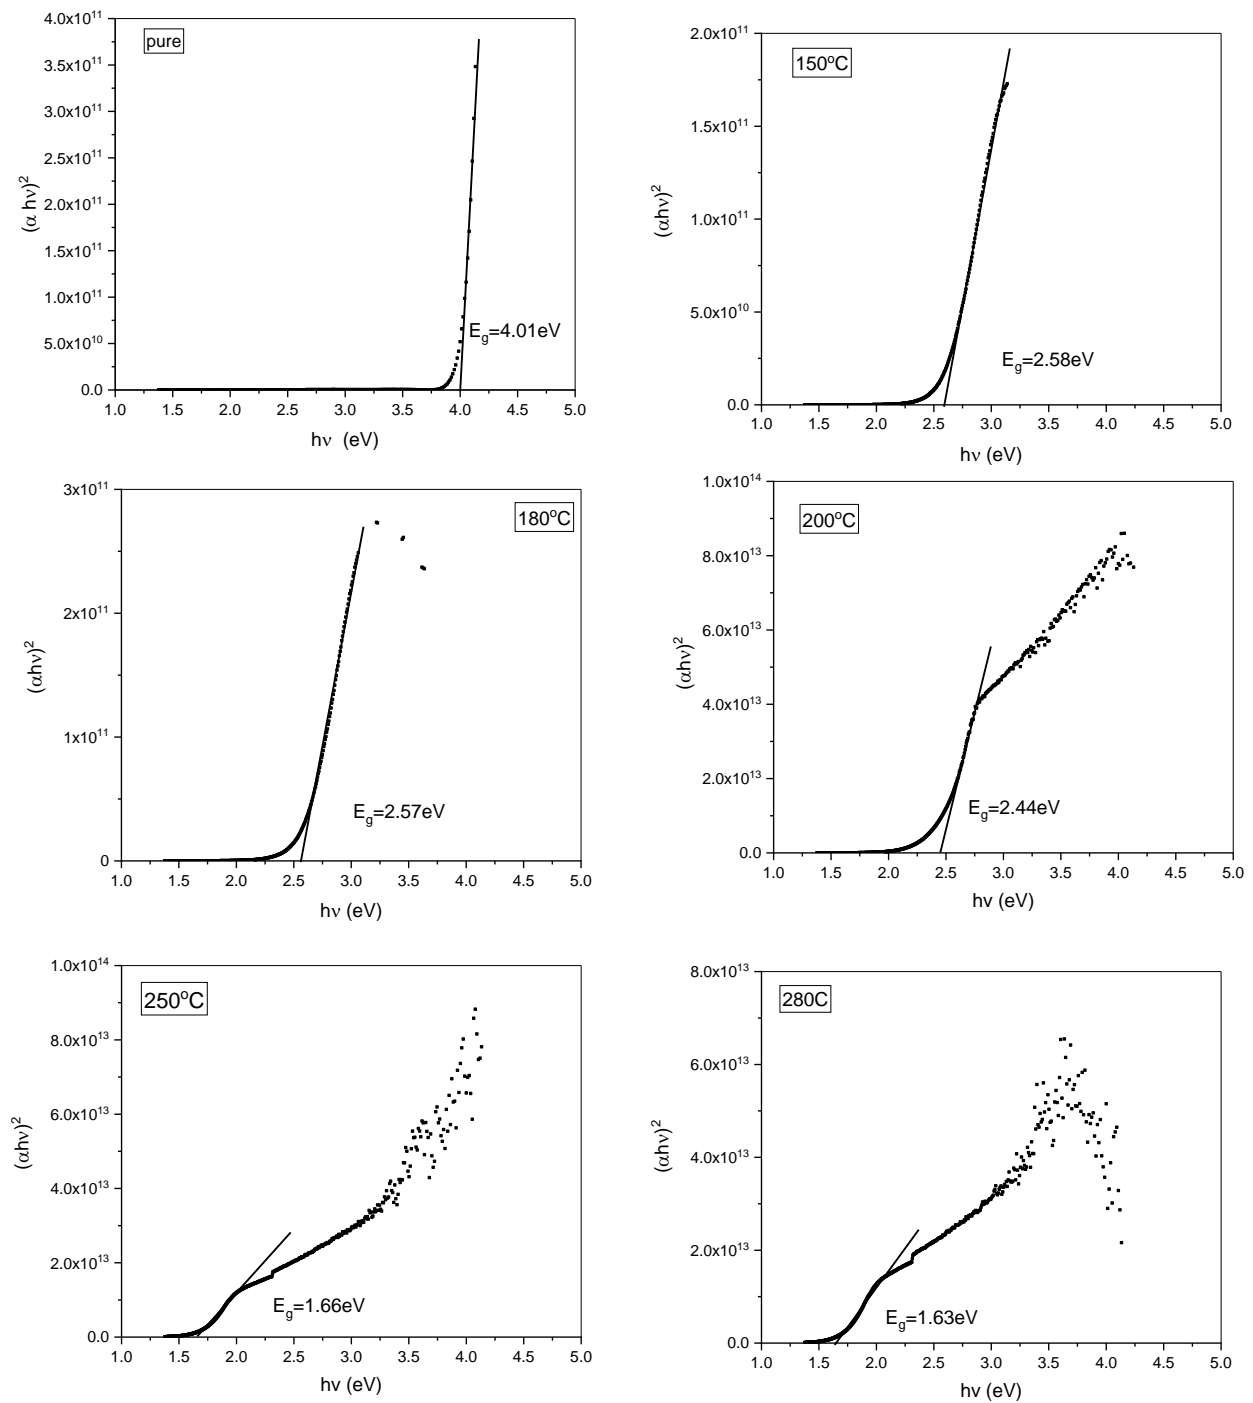 pure
4.0x10¹¹
3.5x10¹¹
3.0x10¹¹
2.5x10¹¹
2.0x10¹¹
1.5x10¹¹
1.0x10¹¹
5.0x10¹⁰
0.0
(α hν)²
E_g=4.01eV
1.0 1.5 2.0 2.5 3.0 3.5 4.0 4.5 5.0
hν (eV)
150°C
2.0x10¹¹
1.5x10¹¹
1.0x10¹¹
5.0x10¹⁰
0.0
(αhν)²
E_g=2.58eV
1.0 1.5 2.0 2.5 3.0 3.5 4.0 4.5 5.0
hν (eV)
180°C
3x10¹¹
2x10¹¹
1x10¹¹
0
(αhν)²
E_g=2.57eV
1.0 1.5 2.0 2.5 3.0 3.5 4.0 4.5 5.0
hν (eV)
200°C
1.0x10¹⁴
8.0x10¹³
6.0x10¹³
4.0x10¹³
2.0x10¹³
0.0
(αhν)²
E_g=2.44eV
1.0 1.5 2.0 2.5 3.0 3.5 4.0 4.5 5.0
hv (eV)
250°C
1.0x10¹⁴
8.0x10¹³
6.0x10¹³
4.0x10¹³
2.0x10¹³
0.0
(αhν)²
E_g=1.66eV
1.0 1.5 2.0 2.5 3.0 3.5 4.0 4.5 5.0
hv (eV)
280C
8.0x10¹³
6.0x10¹³
4.0x10¹³
2.0x10¹³
0.0
(αhν)²
E_g=1.63eV
1.0 1.5 2.0 2.5 3.0 3.5 4.0 4.5 5.0
hv (eV)